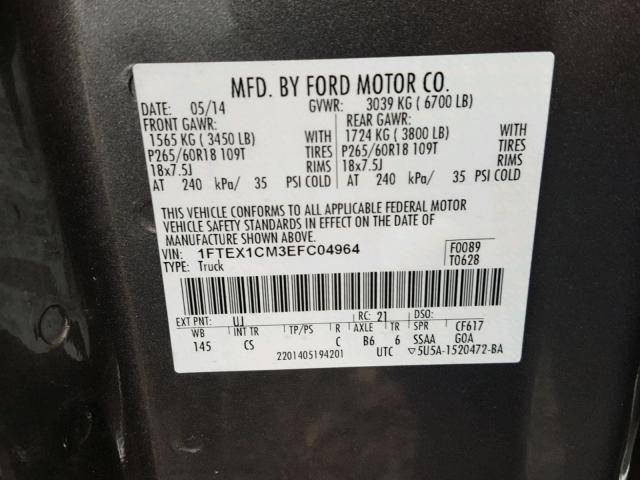 MFD. BY FORD MOTOR CO.
DATE: 05/14 GVWR: 3039 KG ( 6700 LB)
FRONT GAWR: REAR GAWR:
1565 KG ( 3450 LB) WITH 1724 KG ( 3800 LB) WITH
P265/60R18 109T TIRES P265/60R18 109T TIRES
18x7.5J RIMS 18x7.5J RIMS
AT 240 kPa/ 35 PSI COLD AT 240 kPa/ 35 PSI COLD
THIS VEHICLE CONFORMS TO ALL APPLICABLE FEDERAL MOTOR
VEHICLE SAFETY STANDARDS IN EFFECT ON THE DATE OF
MANUFACTURE SHOWN ABOVE.
VIN: 1FTEX1CM3EFC04964 F0089
TYPE: Truck T0628
EXT PNT: UJ RC: 21 DSO:
WB INT TR TP/PS R AXLE TR SPR CF617
145 CS C B6 6 SSAA GOA
2201405194201 UTC ▽5U5A-1520472-BA